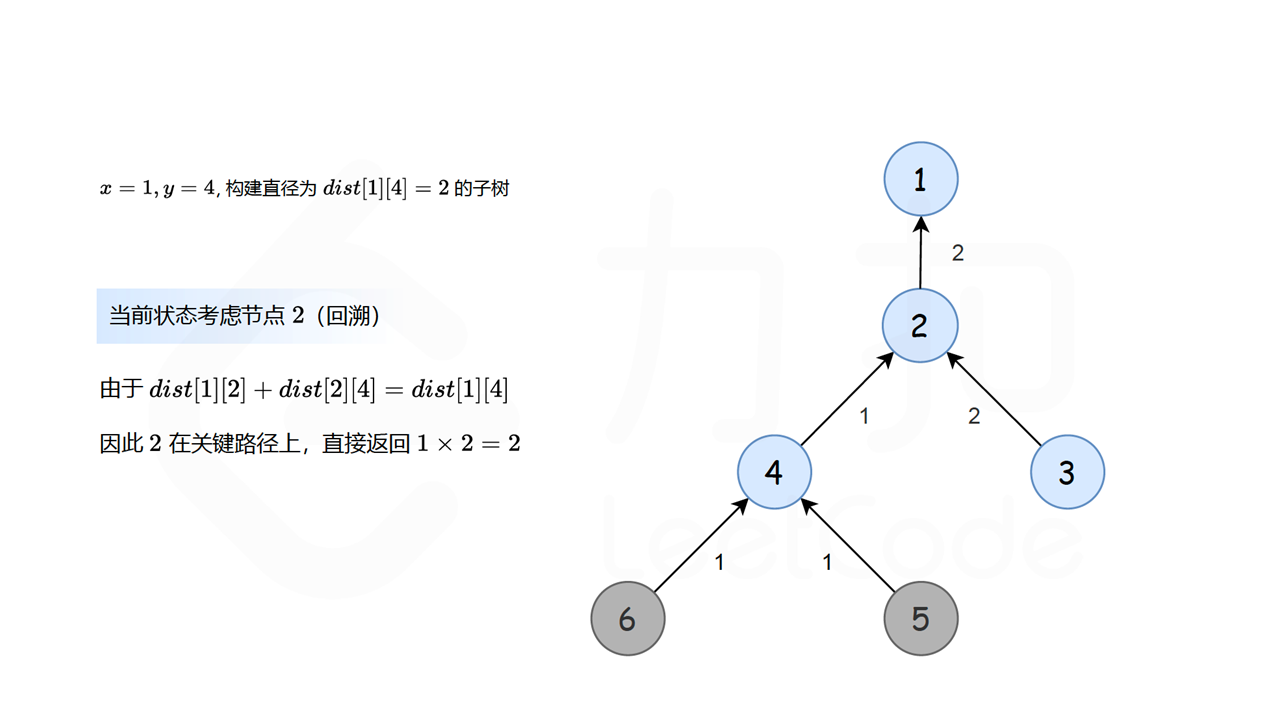 x = 1, y = 4, 构建直径为 dist[1][4] = 2 的子树
当前状态考虑节点 2（回溯）
由于 dist[1][2] + dist[2][4] = dist[1][4]
因此 2 在关键路径上，直接返回 1 × 2 = 2
1
2
2
1
2
4
3
1
1
6
5
力扣
LeetCode